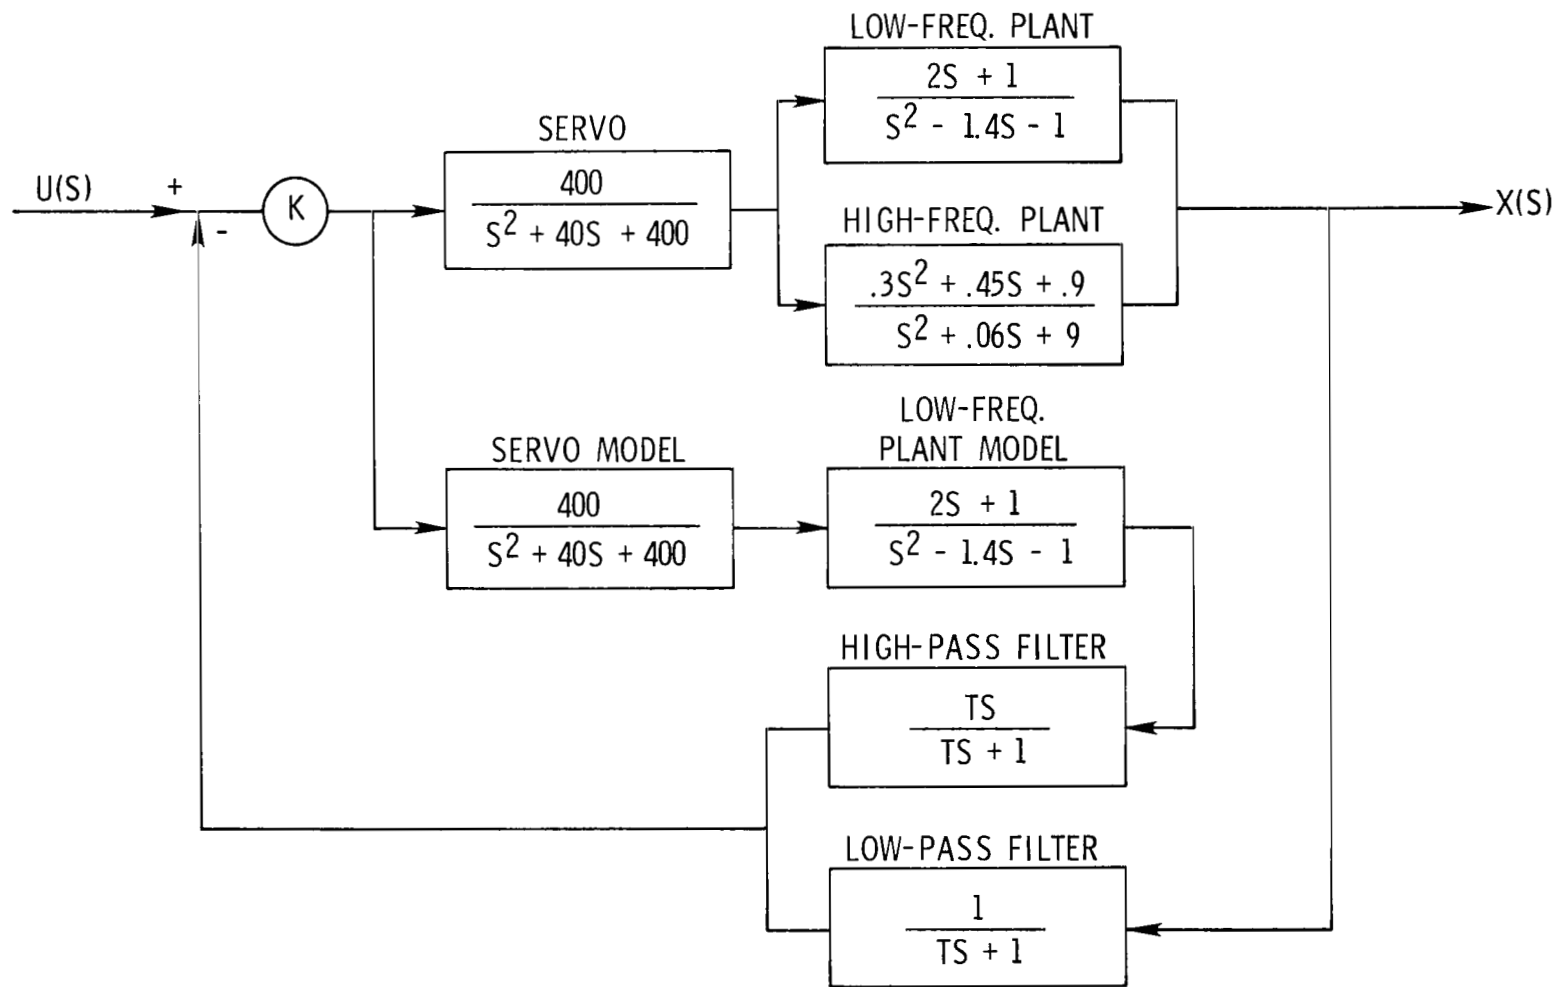 LOW-FREQ. PLANT
2S + 1
S² - 1.4S - 1
SERVO
400
S² + 40S + 400
U(S)
+
-
K
HIGH-FREQ. PLANT
.3S² + .45S + .9
S² + .06S + 9
X(S)
LOW-FREQ.
PLANT MODEL
SERVO MODEL
400
S² + 40S + 400
2S + 1
S² - 1.4S - 1
HIGH-PASS FILTER
TS
TS + 1
LOW-PASS FILTER
1
TS + 1